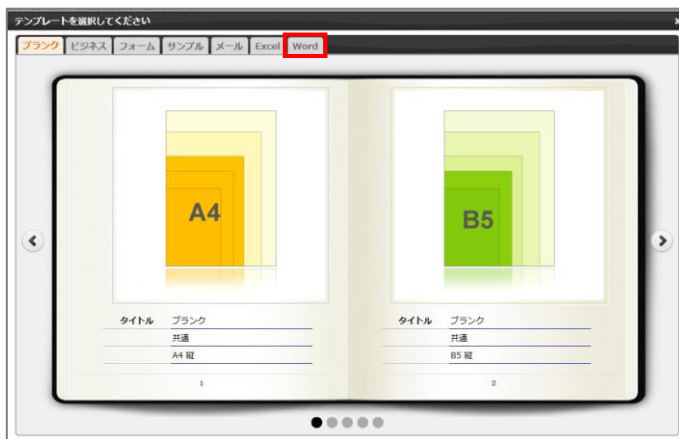 テンプレートを選択してください
ブランク ビジネス フォーム サンプル メール Excel Word
A4
B5
タイトル ブランク
共通
A4 縦
1
タイトル ブランク
共通
B5 縦
2